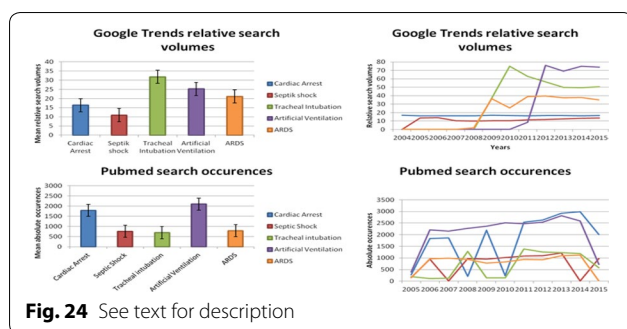 Google Trends relative search
volumes
Mean relative search volumes
40
35
30
25
20
15
10
5
0
Cardiac
Arrest
Septik
shock
Tracheal
Intubation
Artificial
Ventilation
ARDS
Cardiac Arrest
Septik shock
Tracheal Intubation
Artificial Ventilation
ARDS
Google Trends relative search
volumes
Relative search volumes
80
70
60
50
40
30
20
10
0
2004 2005 2006 2007 2008 2009 2010 2011 2012 2013 2014 2015
Years
Pubmed search occurences
Mean absolute occurences
3000
2500
2000
1500
1000
500
0
Cardiac Arrest
Septic Shock
Tracheal intubation
Artificial Ventilation
ARDS
Cardiac Arrest
Septic Shock
Tracheal intubation
Artificial Ventilation
ARDS
Pubmed search occurences
Absolute occurences
3500
3000
2500
2000
1500
1000
500
0
2005 2006 2007 2008 2009 2010 2011 2012 2013 2014 2015
Fig. 24 See text for description